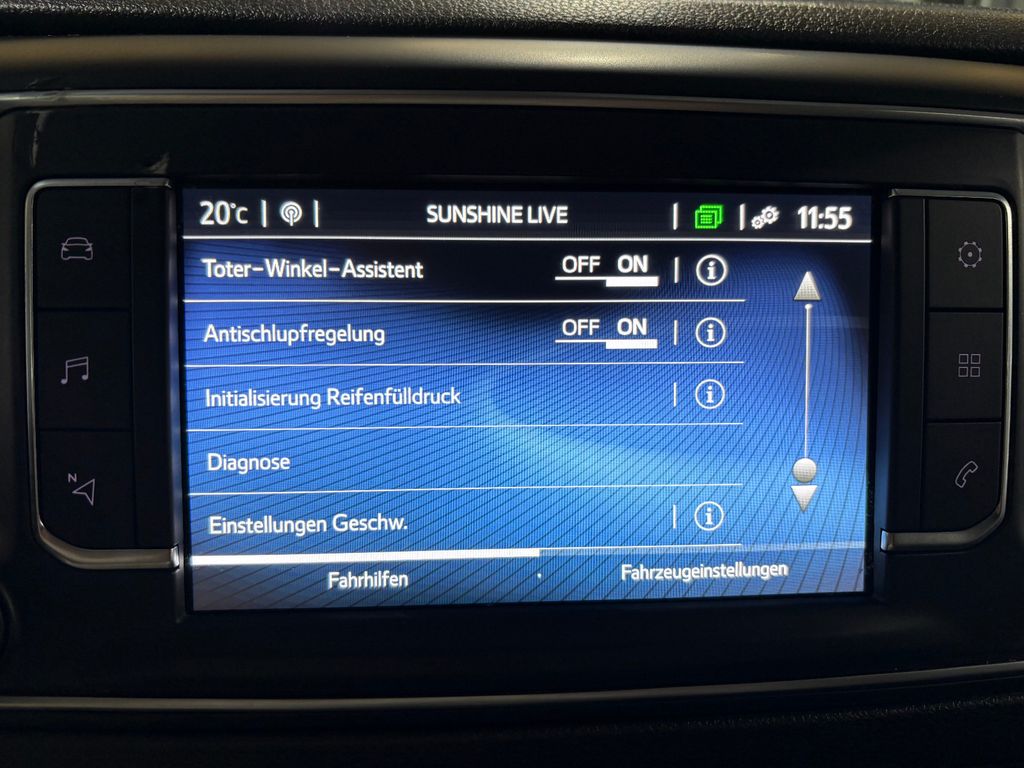 20°C SUNSHINE LIVE 11:55
Toter-Winkel-Assistent OFF ON
Antischlupfregelung OFF ON
Initialisierung Reifenfülldruck
Diagnose
Einstellungen Geschw.
Fahrhilfen Fahrzeugeinstellungen
N